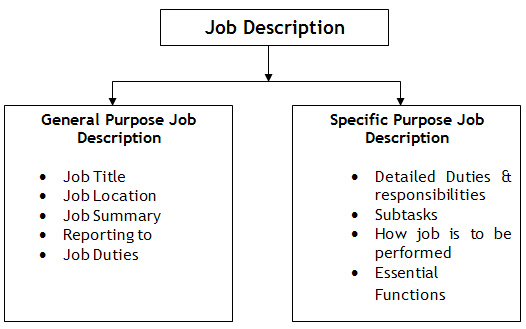 Job Description
General Purpose Job
Description
• Job Title
• Job Location
• Job Summary
• Reporting to
• Job Duties
Specific Purpose Job
Description
• Detailed Duties &
responsibilities
• Subtasks
• How job is to be
performed
• Essential
Functions